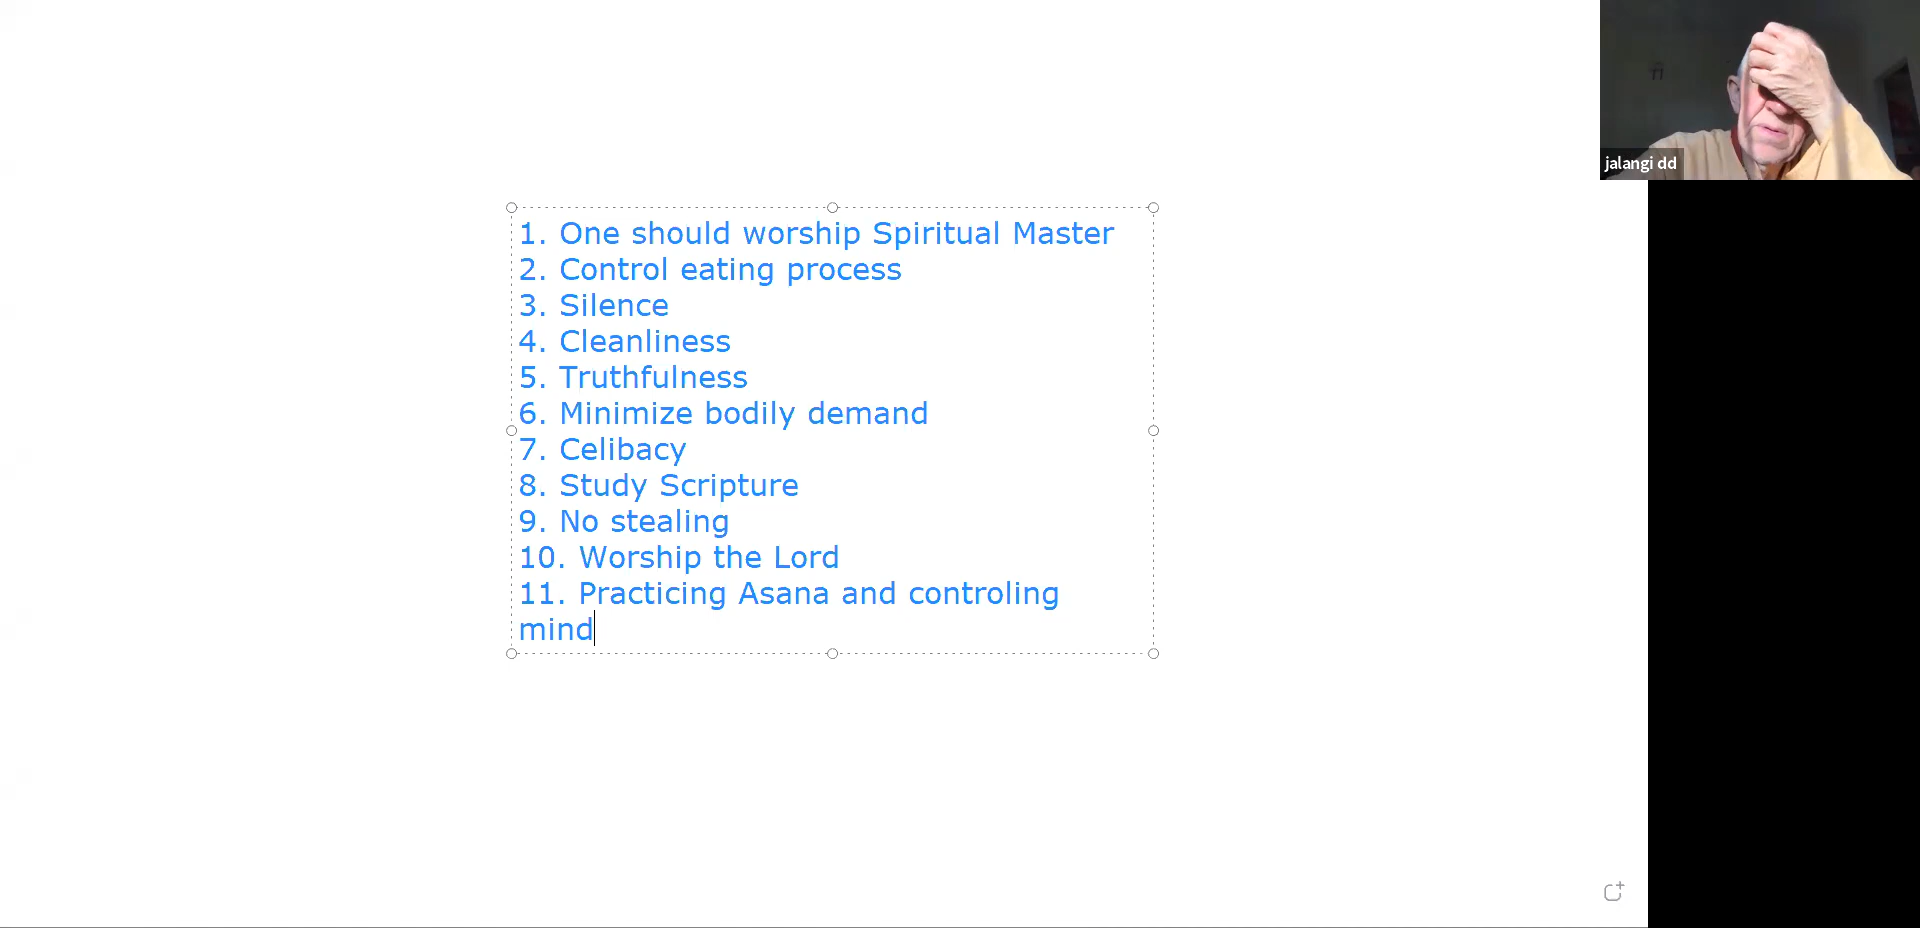 jalangi dd
1. One should worship Spiritual Master
2. Control eating process
3. Silence
4. Cleanliness
5. Truthfulness
6. Minimize bodily demand
7. Celibacy
8. Study Scripture
9. No stealing
10. Worship the Lord
11. Practicing Asana and controling
mind